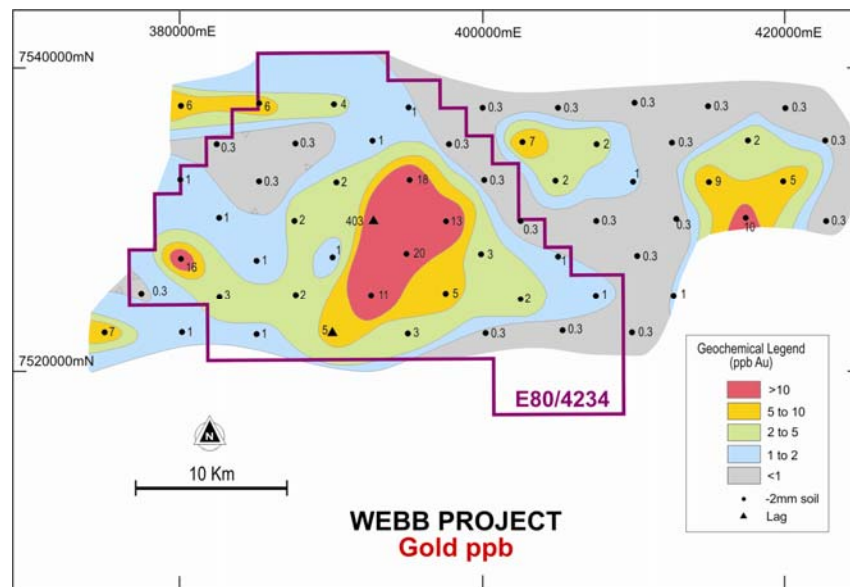 380000mE 400000mE 420000mE
7540000mN
6 6 4 1 0.3 0.3 0.3 0.3 0.3
0.3 0.3 1 0.3 7 2 0.3 2 0.3
1 0.3 2 18 0.3 2 1 9 5
1 2 403 13 0.3 0.3 0.3 10 0.3
16 1 1 20 3 1 0.3
0.3 3 2 11 5 2 1 1
7 1 1 5 3 0.3 0.3 0.3
7520000mN
E80/4234
Geochemical Legend
(ppb Au)
>10
5 to 10
2 to 5
1 to 2
<1
-2mm soil
Lag
N
10 Km
WEBB PROJECT
Gold ppb